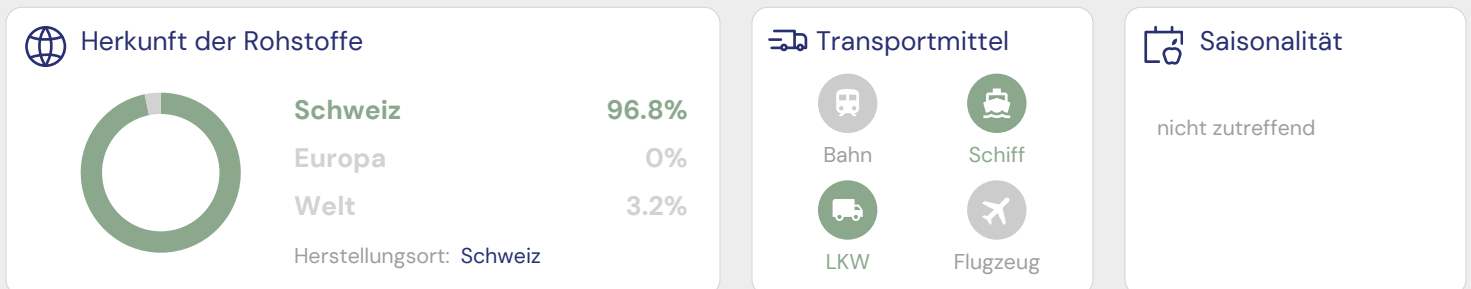 Herkunft der Rohstoffe
Schweiz 96.8%
Europa 0%
Welt 3.2%
Herstellungsort: Schweiz
Transportmittel
Bahn Schiff
LKW Flugzeug
Saisonalität
nicht zutreffend